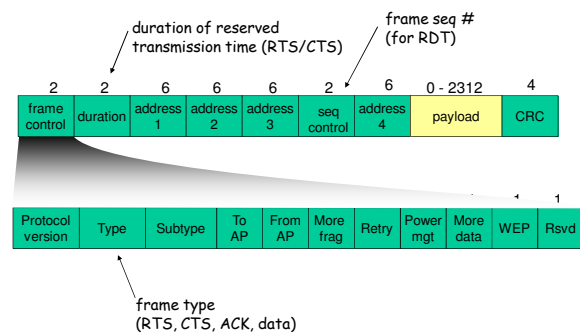 duration of reserved
transmission time (RTS/CTS)
frame seq #
(for RDT)
2 2 6 6 6 2 6 0 - 2312 4
frame
control
duration
address
1
address
2
address
3
seq
control
address
4
payload
CRC
1 1
Protocol
version
Type
Subtype
To
AP
From
AP
More
frag
Retry
Power
mgt
More
data
WEP
Rsvd
frame type
(RTS, CTS, ACK, data)